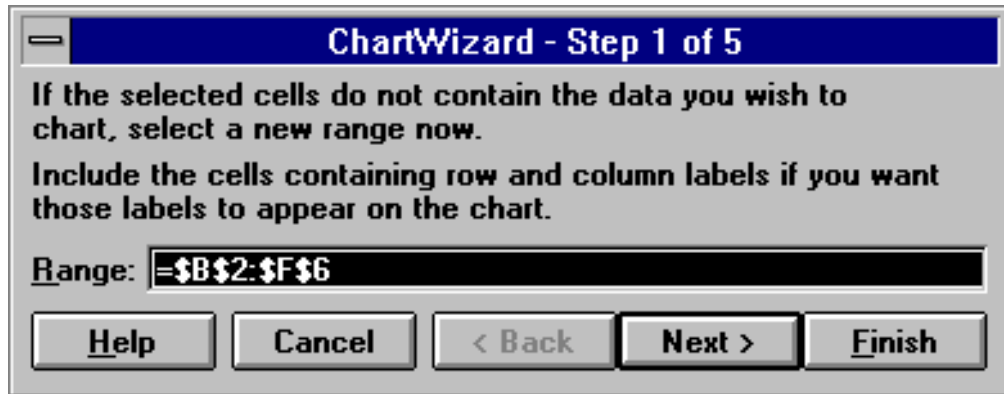 ChartWizard - Step 1 of 5
If the selected cells do not contain the data you wish to
chart, select a new range now.
Include the cells containing row and column labels if you want
those labels to appear on the chart.
Range: =$B$2:$F$6
Help Cancel < Back Next > Finish